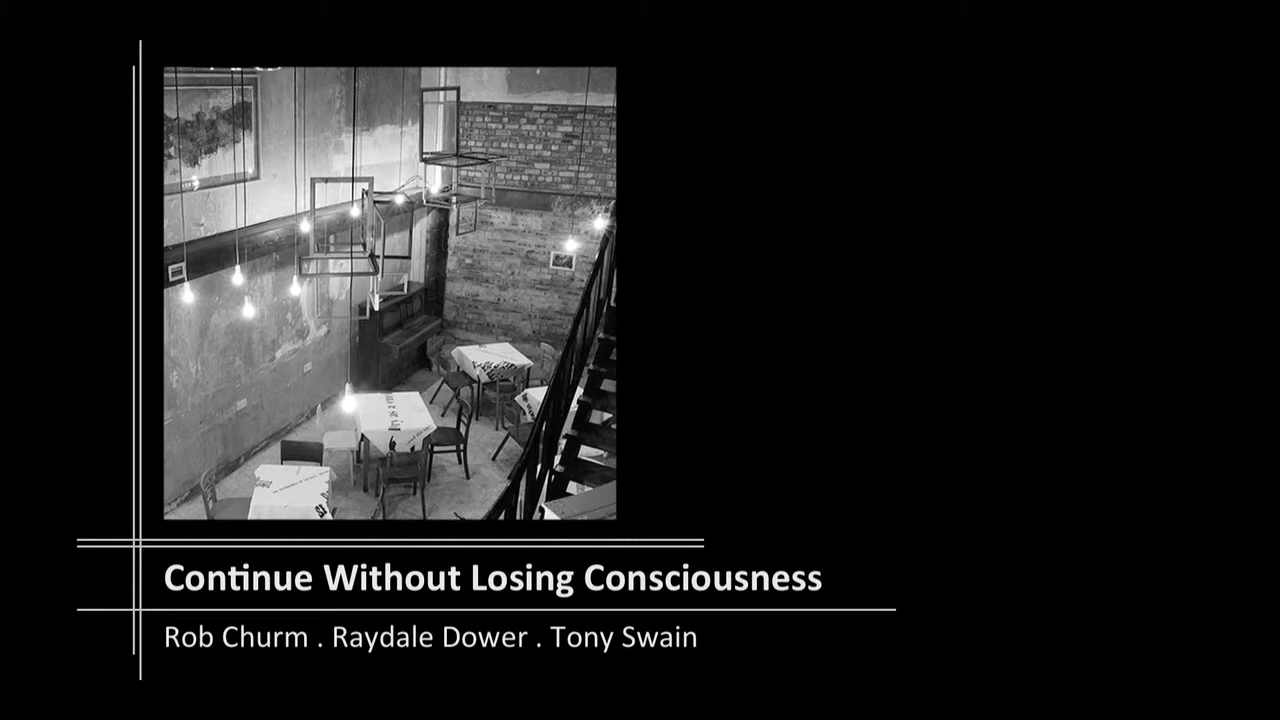 Continue Without Losing Consciousness
Rob Churm . Raydale Dower . Tony Swain